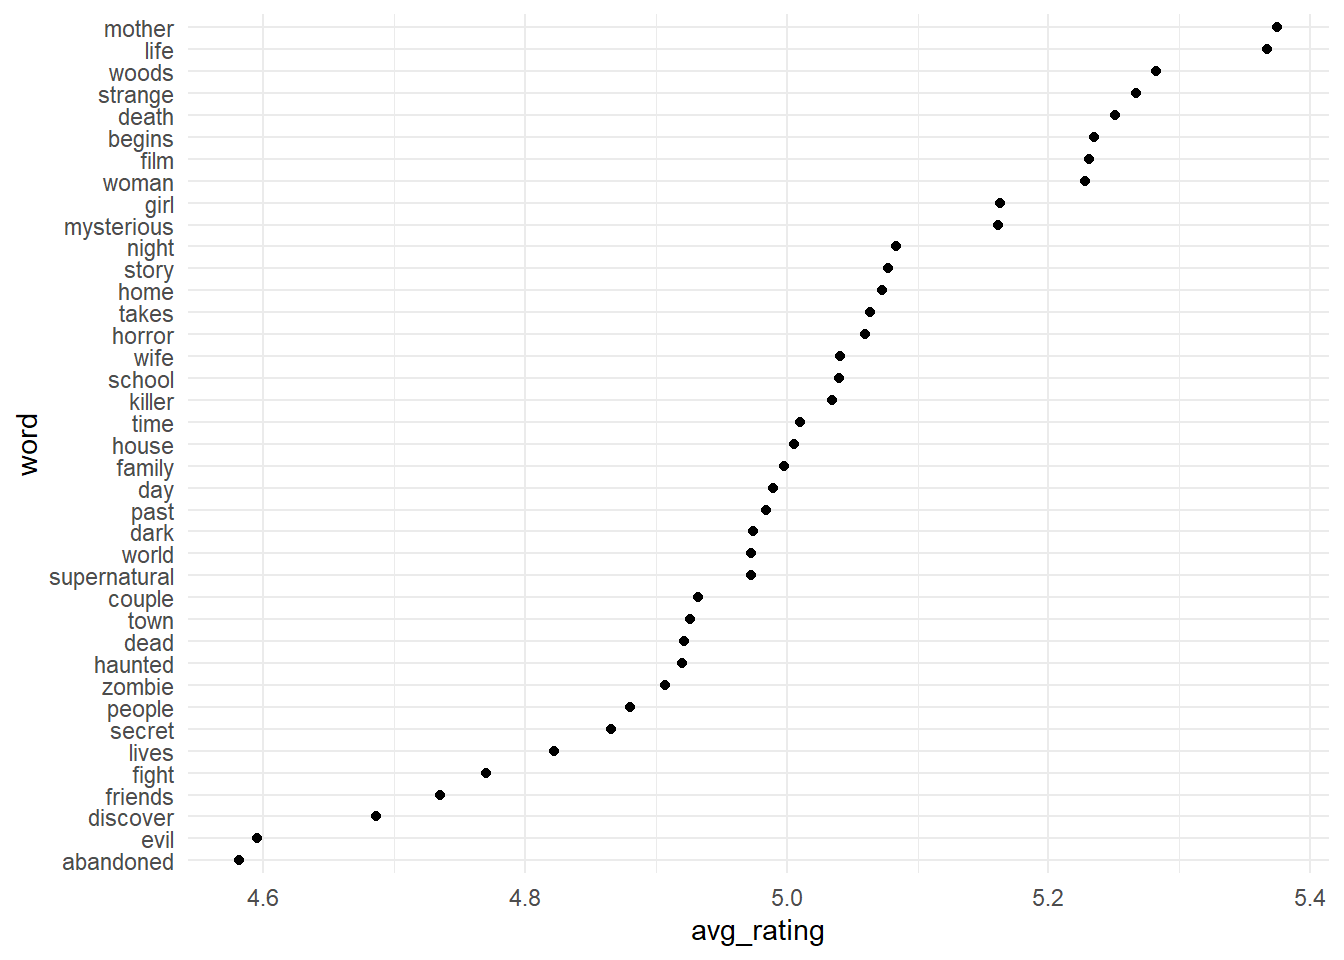 mother
life
woods
strange
death
begins
film
woman
girl
mysterious
night
story
home
takes
horror
wife
school
killer
time
house
family
day
past
dark
world
supernatural
couple
town
dead
haunted
zombie
people
secret
lives
fight
friends
discover
evil
abandoned
word
4.6 4.8 5.0 5.2 5.4
avg_rating